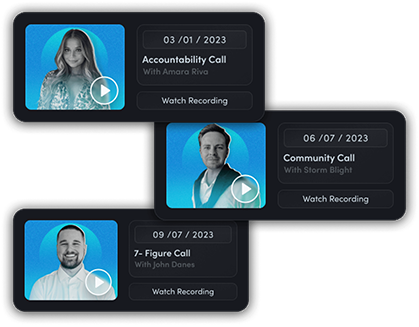 03 /01 / 2023
Accountability Call
With Amara Riva
Watch Recording
06 /07 / 2023
Community Call
With Storm Blight
Watch Recording
09 /07 / 2023
7- Figure Call
With John Danes
Watch Recording